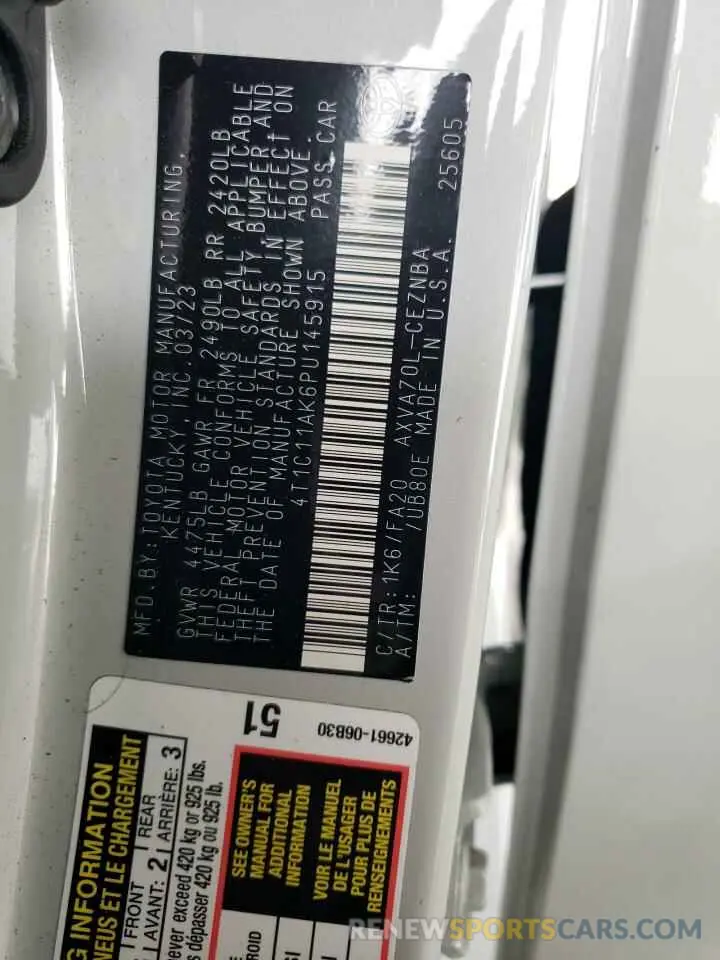 MFD. BY: TOYOTA MOTOR MANUFACTURING,
KENTUCKY, INC. 03/23
GVWR 4475LB GAWR FR 2490LB RR 2420LB
THIS VEHICLE CONFORMS TO ALL APPLICABLE
FEDERAL MOTOR VEHICLE SAFETY, BUMPER, AND
THEFT PREVENTION STANDARDS IN EFFECT ON
THE DATE OF MANUFACTURE SHOWN ABOVE.
4T1C11AK6PU145915 PASS. CAR
C/TR: 1K6/FA20 AXVA70L-CEZNBA
A/TM: /UB80E MADE IN U.S.A. 25605
51
42661-06B30
G INFORMATION
NEUS ET LE CHARGEMENT
FRONT
AVANT: 2
REAR
ARRIÈRE: 3
never exceed 420 kg or 925 lbs.
s dépasser 420 kg ou 925 lb.
SEE OWNER'S
MANUAL FOR
ADDITIONAL
INFORMATION
VOIR LE MANUEL
DE L'USAGER
POUR PLUS DE
RENSEIGNEMENTS
RENEWSPORTSCARS.COM